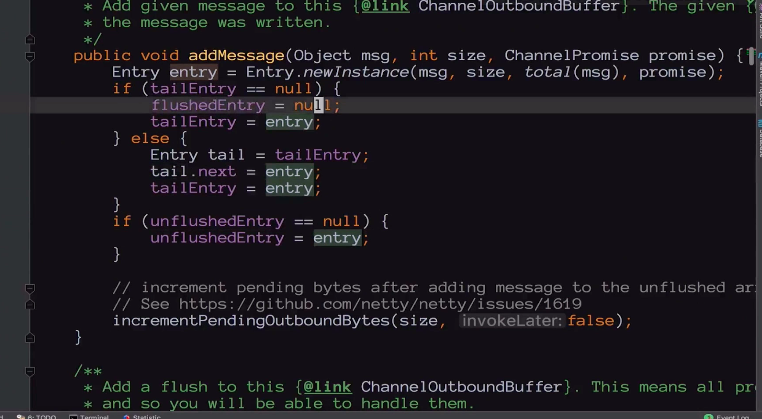 * Add given message to this {@link ChannelOutboundBuffer}. The given {
* the message was written.
*/
public void addMessage(Object msg, int size, ChannelPromise promise) {
Entry entry = Entry.newInstance(msg, size, total(msg), promise);
if (tailEntry == null) {
flushedEntry = null;
tailEntry = entry;
} else {
Entry tail = tailEntry;
tail.next = entry;
tailEntry = entry;
}
if (unflushedEntry == null) {
unflushedEntry = entry;
}
// increment pending bytes after adding message to the unflushed ar
// See https://github.com/netty/netty/issues/1619
incrementPendingOutboundBytes(size, invokeLater: false);
}
/**
* Add a flush to this {@link ChannelOutboundBuffer}. This means all pr
* and so you will be able to handle them.
6: TODO Terminal Statistic Event Log